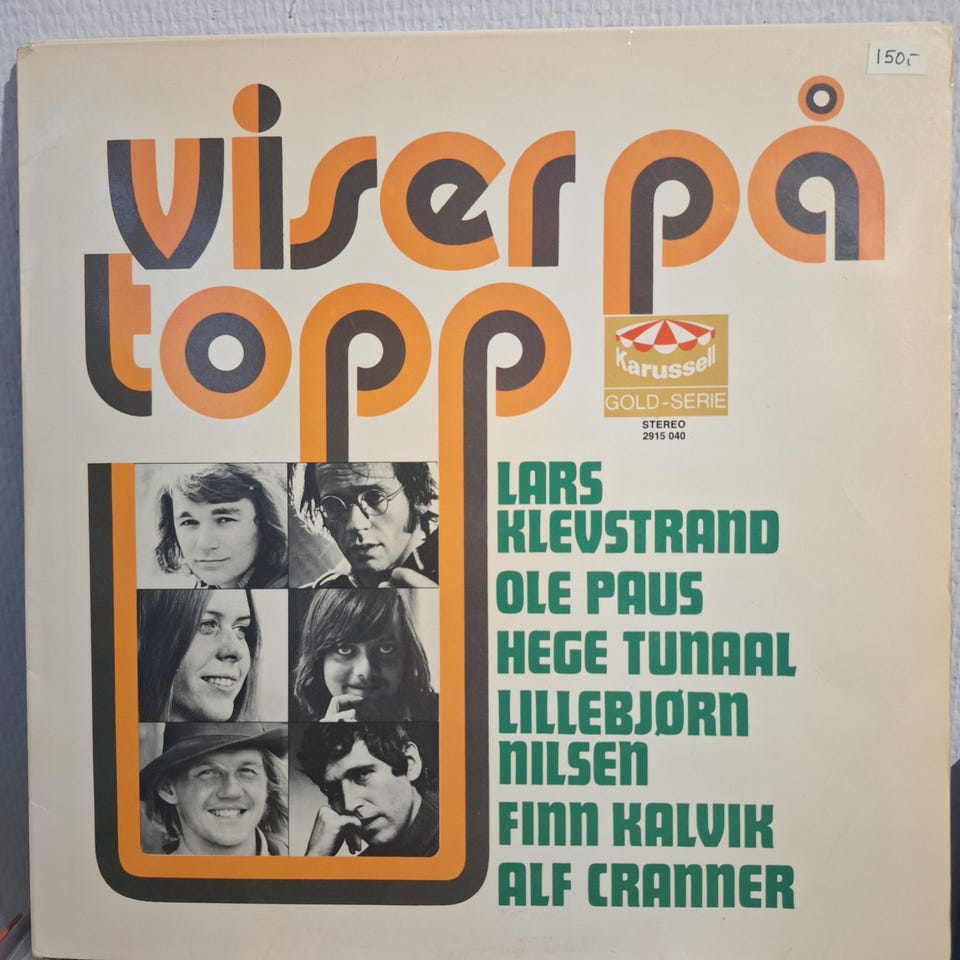 150,-
viser på
topp
Karussell
GOLD-SERIE
STEREO
2915 040
LARS
KLEVSTRAND
OLE PAUS
HEGE TUNAAL
LILLEBJØRN
NILSEN
FINN KALVIK
ALF CRANNER